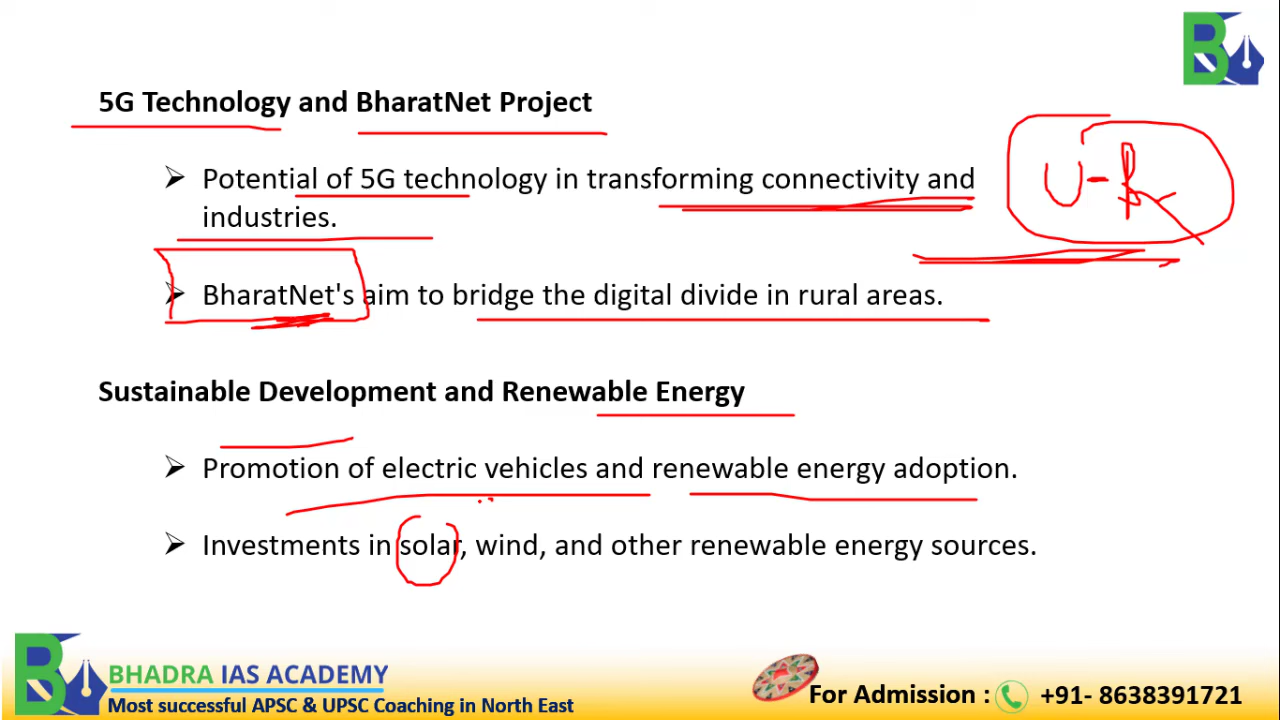 5G Technology and BharatNet Project
Potential of 5G technology in transforming connectivity and
industries.
U-R
BharatNet's aim to bridge the digital divide in rural areas.
Sustainable Development and Renewable Energy
Promotion of electric vehicles and renewable energy adoption.
Investments in solar, wind, and other renewable energy sources.
BHADRA IAS ACADEMY
Most successful APSC & UPSC Coaching in North East
For Admission : +91- 8638391721